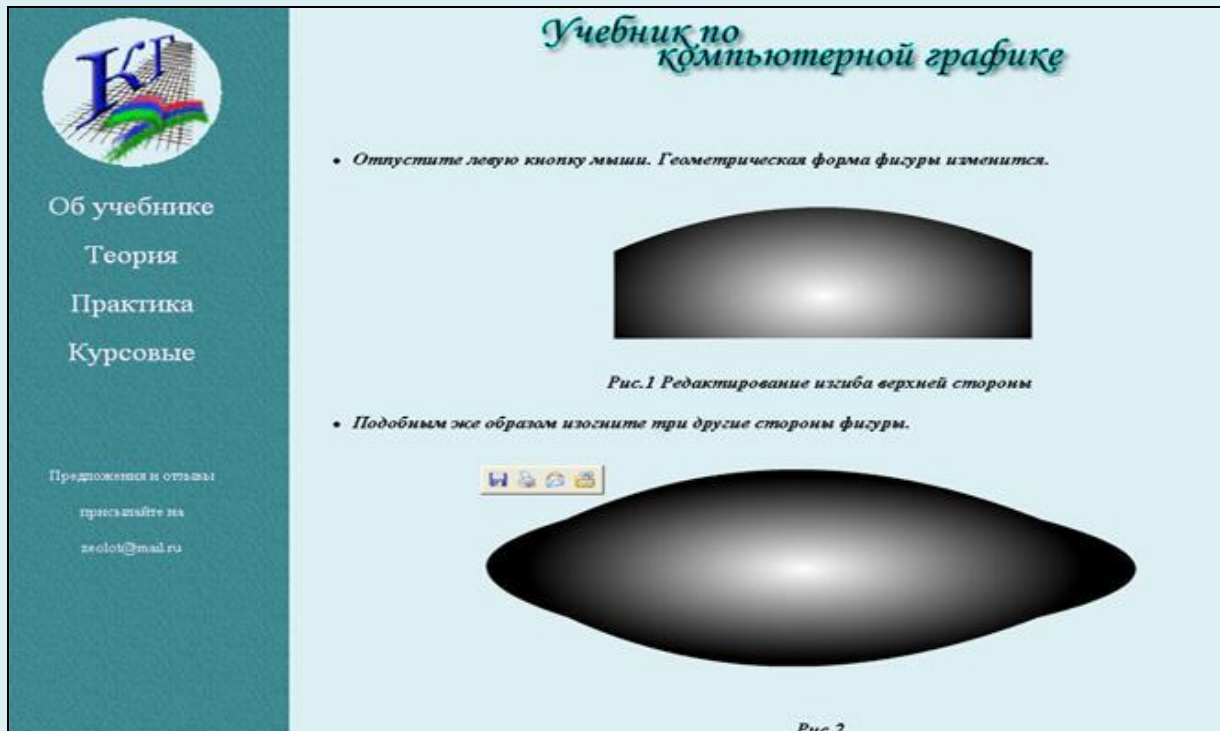 КГ
Учебник по
компьютерной графике
Об учебнике
Теория
Практика
Курсовые
Предложения и отзывы
присылайте на
zeolot@mail.ru
• Отпустите левую кнопку мыши. Геометрическая форма фигуры изменится.
Рис.1 Редактирование изгиба верхней стороны
• Подобным же образом изогните три другие стороны фигуры.
Рис.2